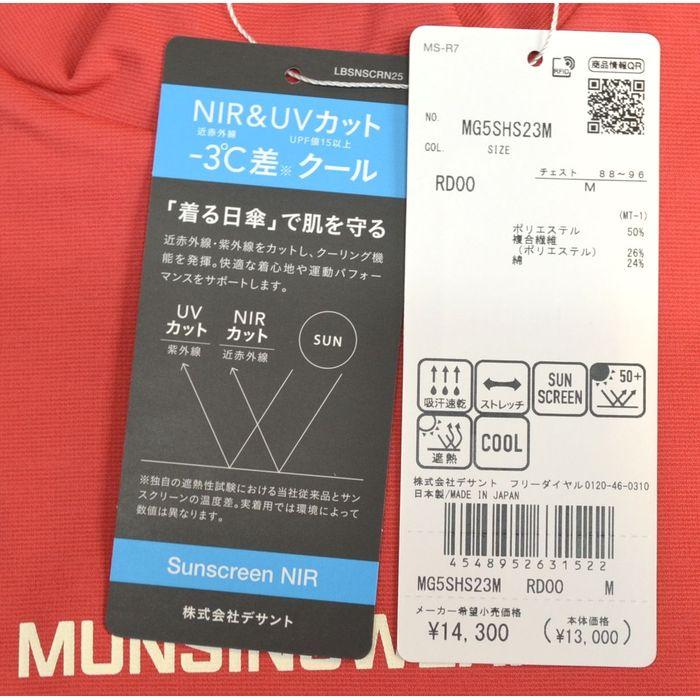 LBSNSCRN25
NIR&UVカット
近赤外線 UPF値15以上
-3℃差※クール
「着る日傘」で肌を守る
近赤外線・紫外線をカットし、クーリング機
能を発揮。快適な着心地や運動パフォー
マンスをサポートします。
UV
カット
紫外線
NIR
カット
近赤外線
SUN
※独自の遮熱性試験における当社従来品とサン
スクリーンの温度差。実着用では環境によって
数値は異なります。
Sunscreen NIR
株式会社デサント
MS-R7
RFID
商品情報QR
NO. MG5SHS23M
COL. SIZE
RD00
チェスト 88~96
M
(MT-1)
ポリエステル 50%
複合繊維
(ポリエステル) 26%
綿 24%
吸汗速乾
ストレッチ
SUN
SCREEN
50+
遮熱
COOL
株式会社デサント フリーダイヤル0120-46-0310
日本製/MADE IN JAPAN
4548952631522
MG5SHS23M RD00 M
メーカー希望小売価格
¥14,300
(本体価格
¥13,000)
MUNSINGWEAR